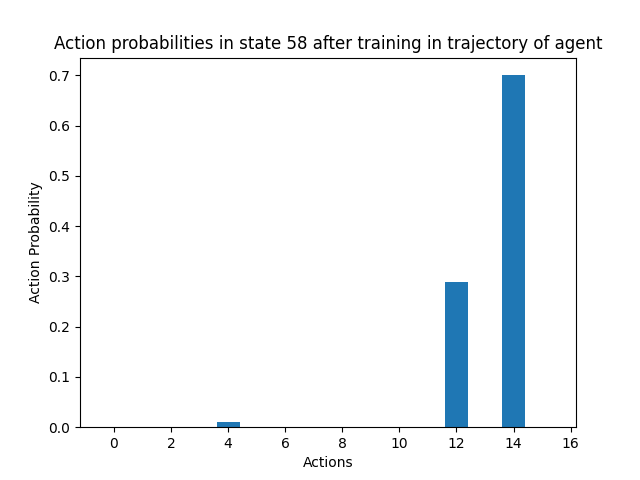 Action probabilities in state 58 after training in trajectory of agent
0.7
0.6
0.5
0.4
0.3
0.2
0.1
0.0
Action Probability
0 2 4 6 8 10 12 14 16
Actions